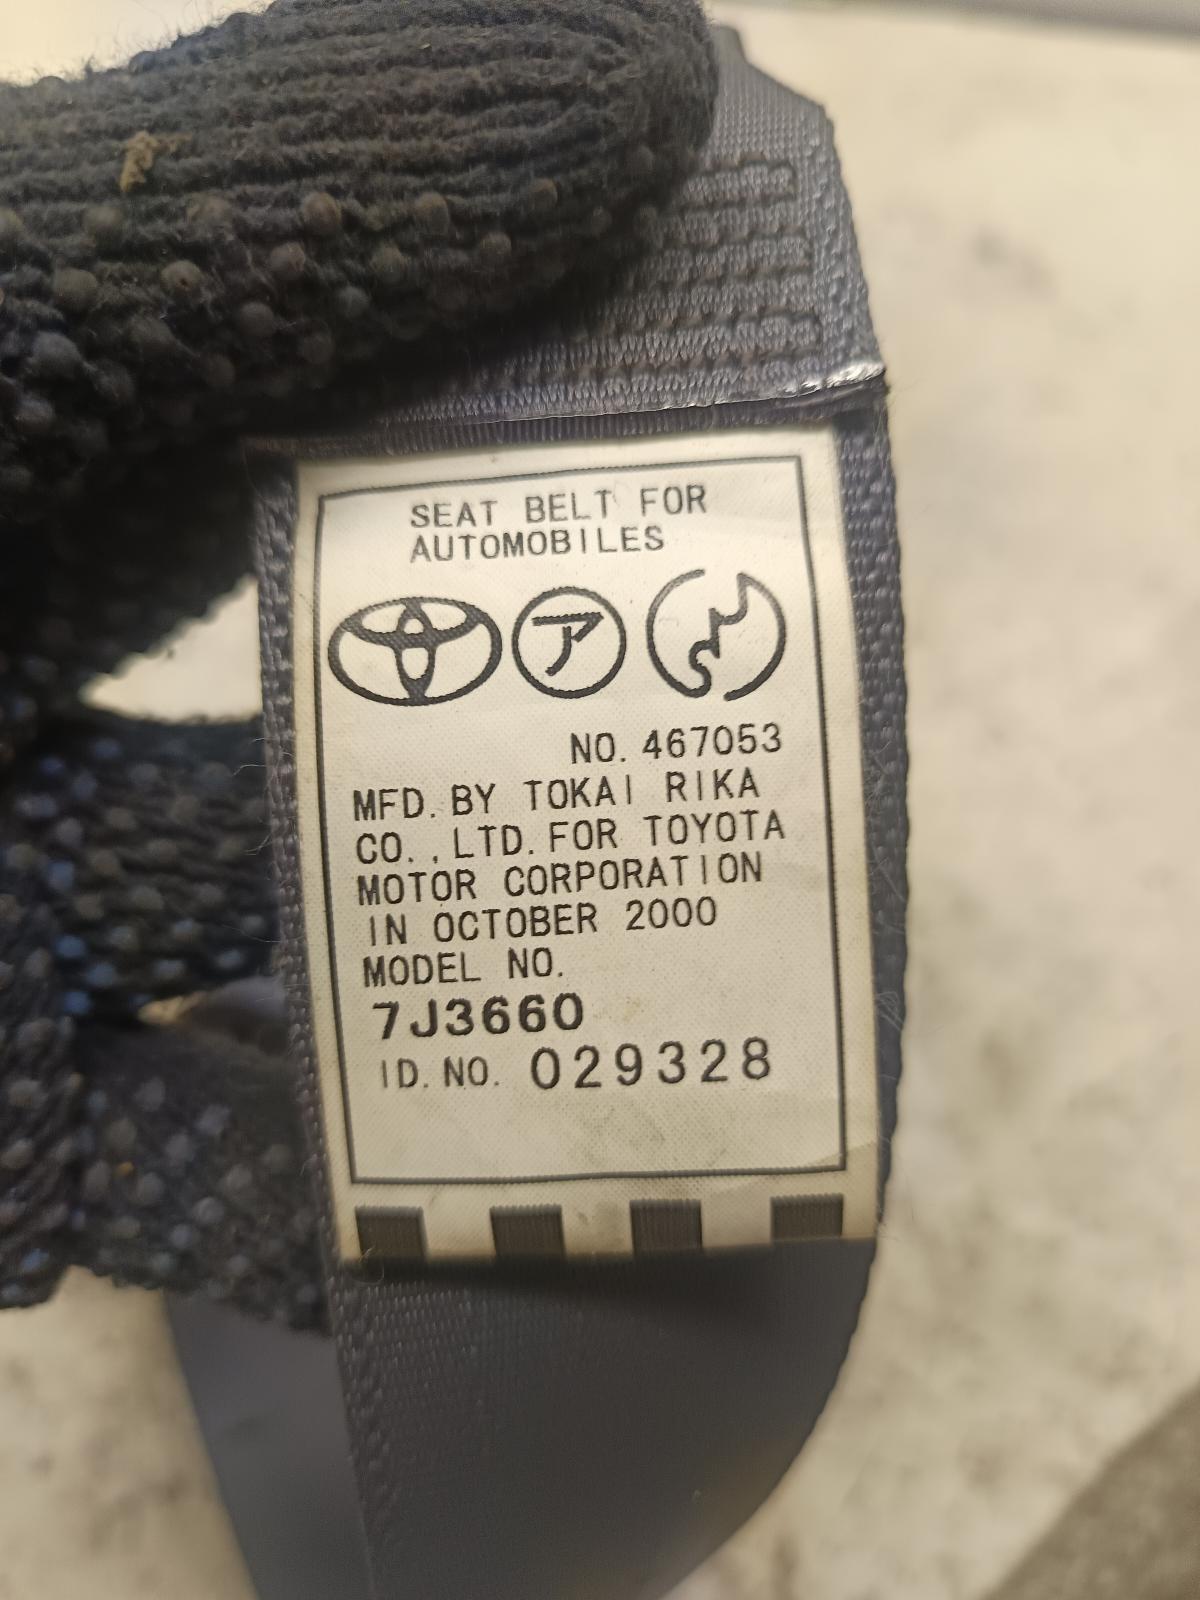 SEAT BELT FOR
AUTOMOBILES
ア
NO. 467053
MFD. BY TOKAI RIKA
CO., LTD. FOR TOYOTA
MOTOR CORPORATION
IN OCTOBER 2000
MODEL NO.
7J3660
ID. NO. 029328